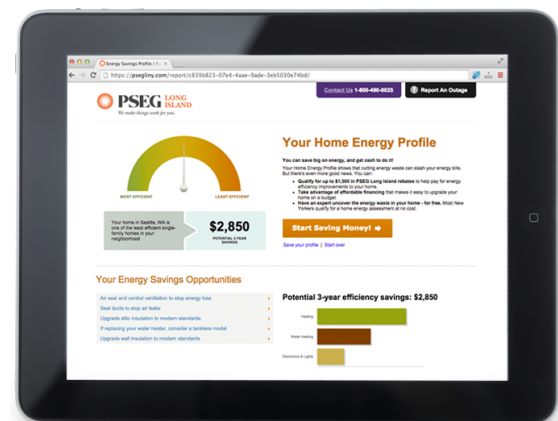 Energy Savings Profile | Ps
https://psegliny.com/report/c839b823-07e4-4aae-9ade-3eb5030e74bd/
Contact Us 1-800-490-0025
Report An Outage
PSEG LONG ISLAND
We make things work for you.
MOST EFFICIENT
LEAST EFFICIENT
Your home in Seattle, WA is
one of the least efficient single-
family homes in your
neighborhood
$2,850
POTENTIAL 3-YEAR
SAVINGS
Your Home Energy Profile
You can save big on energy, and get cash to do it!
Your Home Energy Profile shows that cutting energy waste can slash your energy bills.
But there's even more good news. You can:
• Qualify for up to $1,000 in PSEG Long Island rebates to help pay for energy
efficiency improvements to your home.
• Take advantage of affordable financing that makes it easy to upgrade your
home on a budget.
• Have an expert uncover the energy waste in your home - for free. Most New
Yorkers qualify for a home energy assessment at no cost.
Start Saving Money!
Save your profile | Start over
Your Energy Savings Opportunities
Air seal and control ventilation to stop energy loss
Seal ducts to stop air leaks
Upgrade attic insulation to modern standards
If replacing your water heater, consider a tankless model
Upgrade wall insulation to modern standards
Potential 3-year efficiency savings: $2,850
Heating
Water Heating
Electronics & Lights